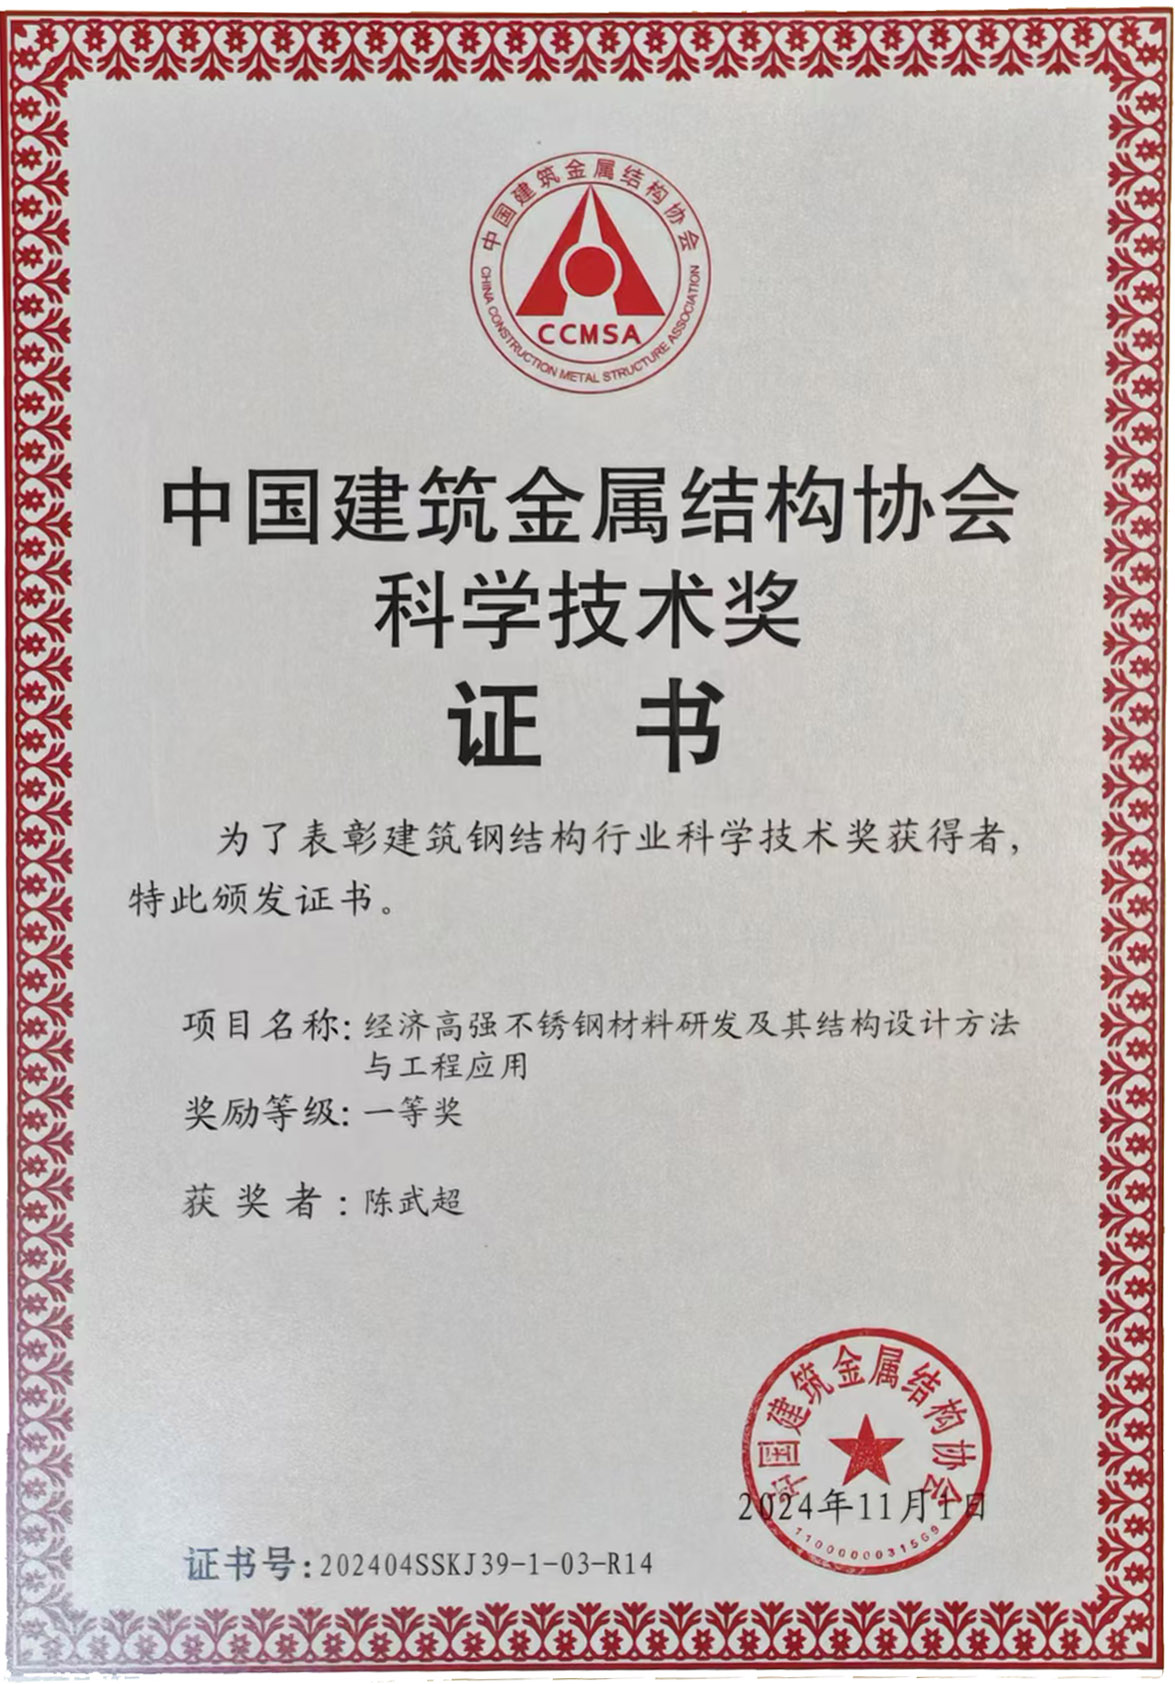 中国建筑金属结构协会
CCMSA
CHINA CONSTRUCTION METAL STRUCTURE ASSOCIATION
中国建筑金属结构协会
科学技术奖
证 书
为了表彰建筑钢结构行业科学技术奖获得者，
特此颁发证书。
项目名称: 经济高强不锈钢材料研发及其结构设计方法
与工程应用
奖励等级: 一等奖
获奖者: 陈武超
中国建筑金属结构协会
2024年11月1日
1100000031569
证书号:202404SSKJ39-1-03-R14